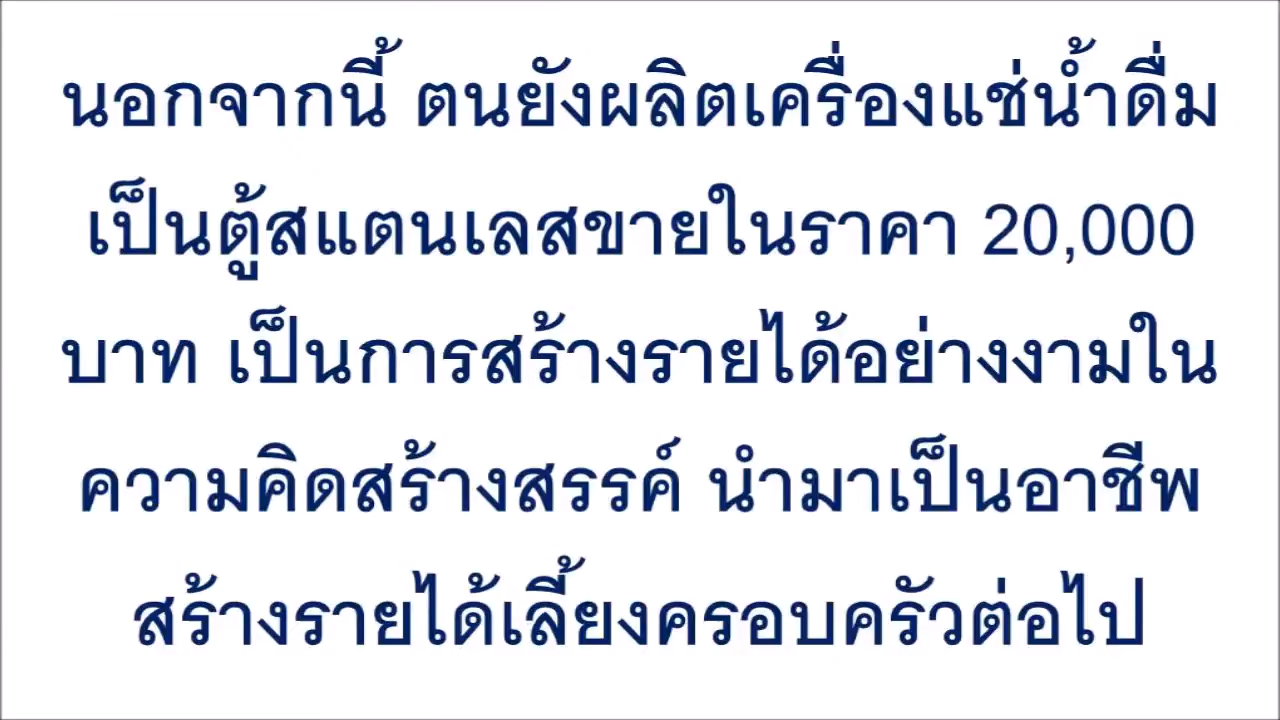 นอกจากนี้ ตนยังผลิตเครื่องแช่น้ำดื่ม
เป็นตู้สแตนเลสขายในราคา 20,000
บาท เป็นการสร้างรายได้อย่างงามใน
ความคิดสร้างสรรค์ นำมาเป็นอาชีพ
สร้างรายได้เลี้ยงครอบครัวต่อไป